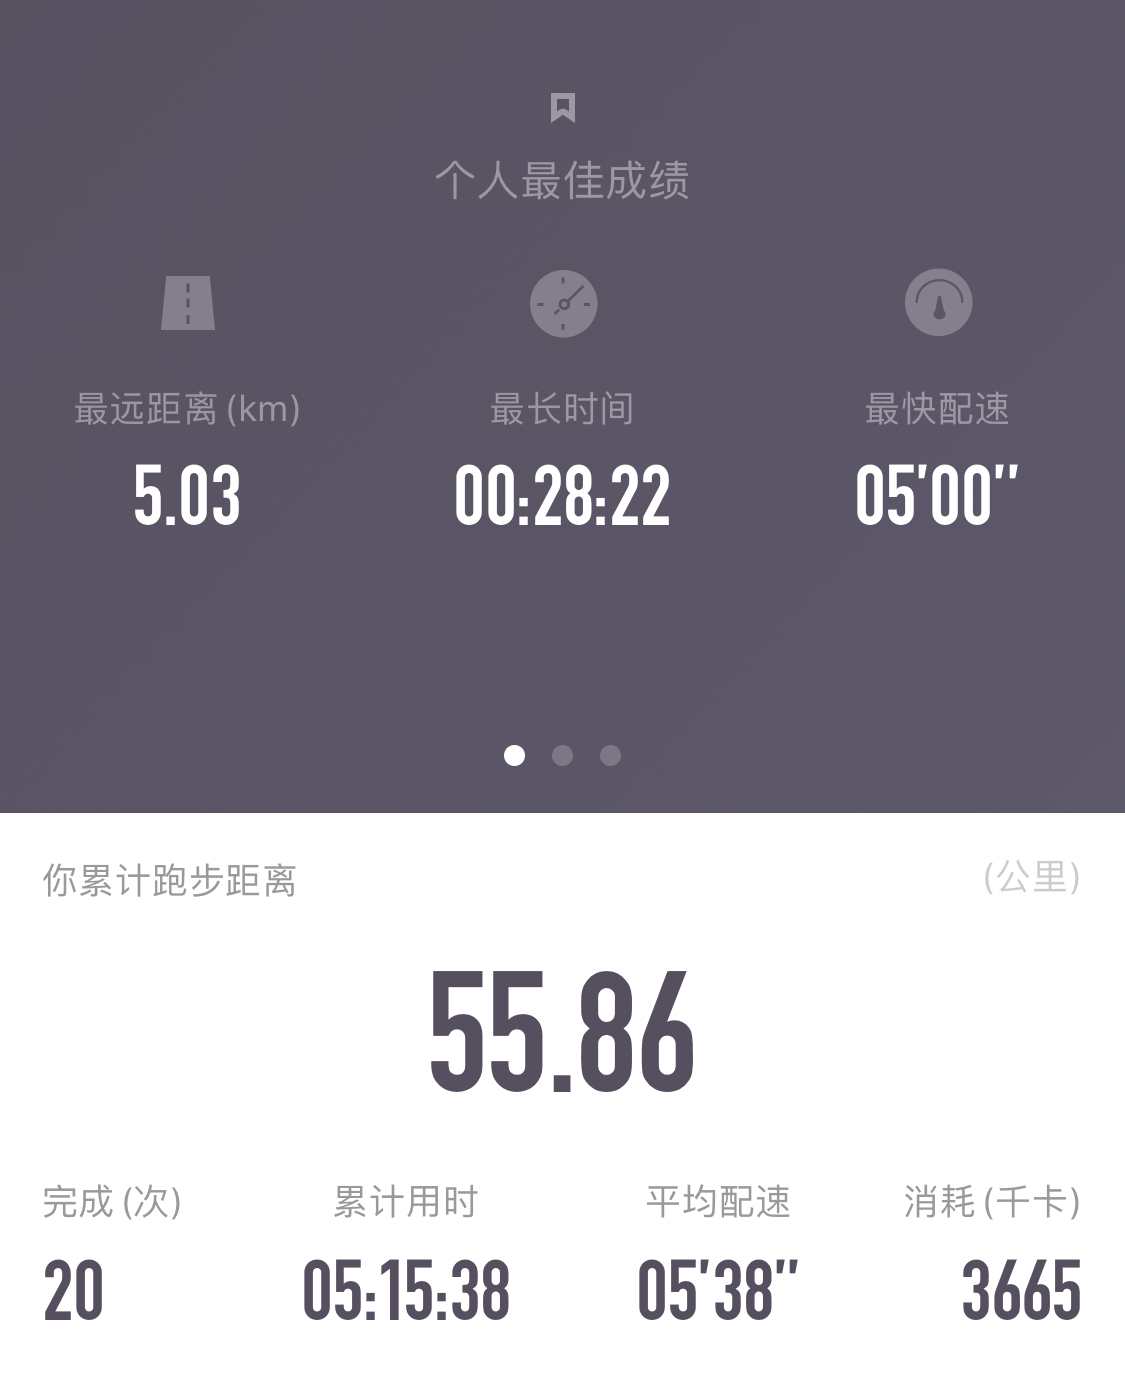 个人最佳成绩
最远距离 (km) 最长时间 最快配速
5.03 00:28:22 05'00"
你累计跑步距离 (公里)
55.86
完成 (次) 累计用时 平均配速 消耗 (千卡)
20 05:15:38 05'38" 3665